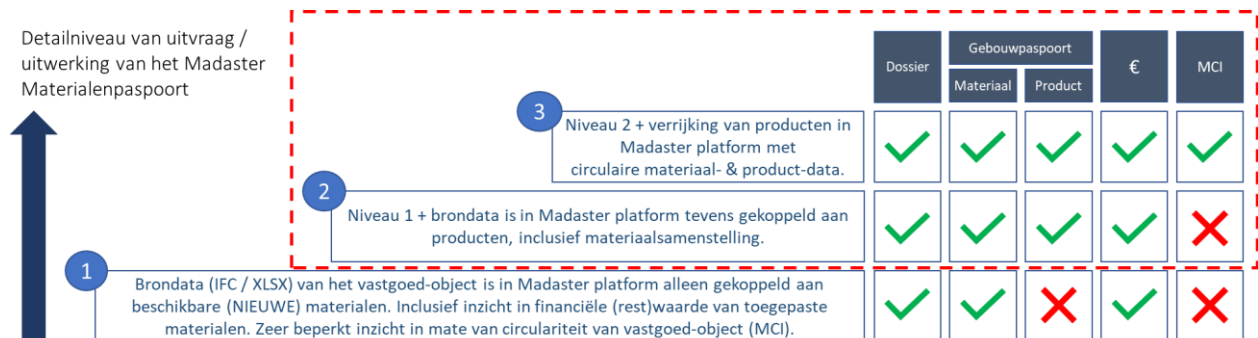 Detailniveau van uitvraag /
uitwerking van het Madaster
Materialenpaspoort
Dossier
Gebouwpaspoort
Materiaal
Product
€
MCI
3
Niveau 2 + verrijking van producten in
Madaster platform met
circulaire materiaal- & product-data.
2
Niveau 1 + brondata is in Madaster platform tevens gekoppeld aan
producten, inclusief materiaalsamenstelling.
1
Brondata (IFC / XLSX) van het vastgoed-object is in Madaster platform alleen gekoppeld aan
beschikbare (NIEUWE) materialen. Inclusief inzicht in financiële (rest)waarde van toegepaste
materialen. Zeer beperkt inzicht in mate van circulariteit van vastgoed-object (MCI).